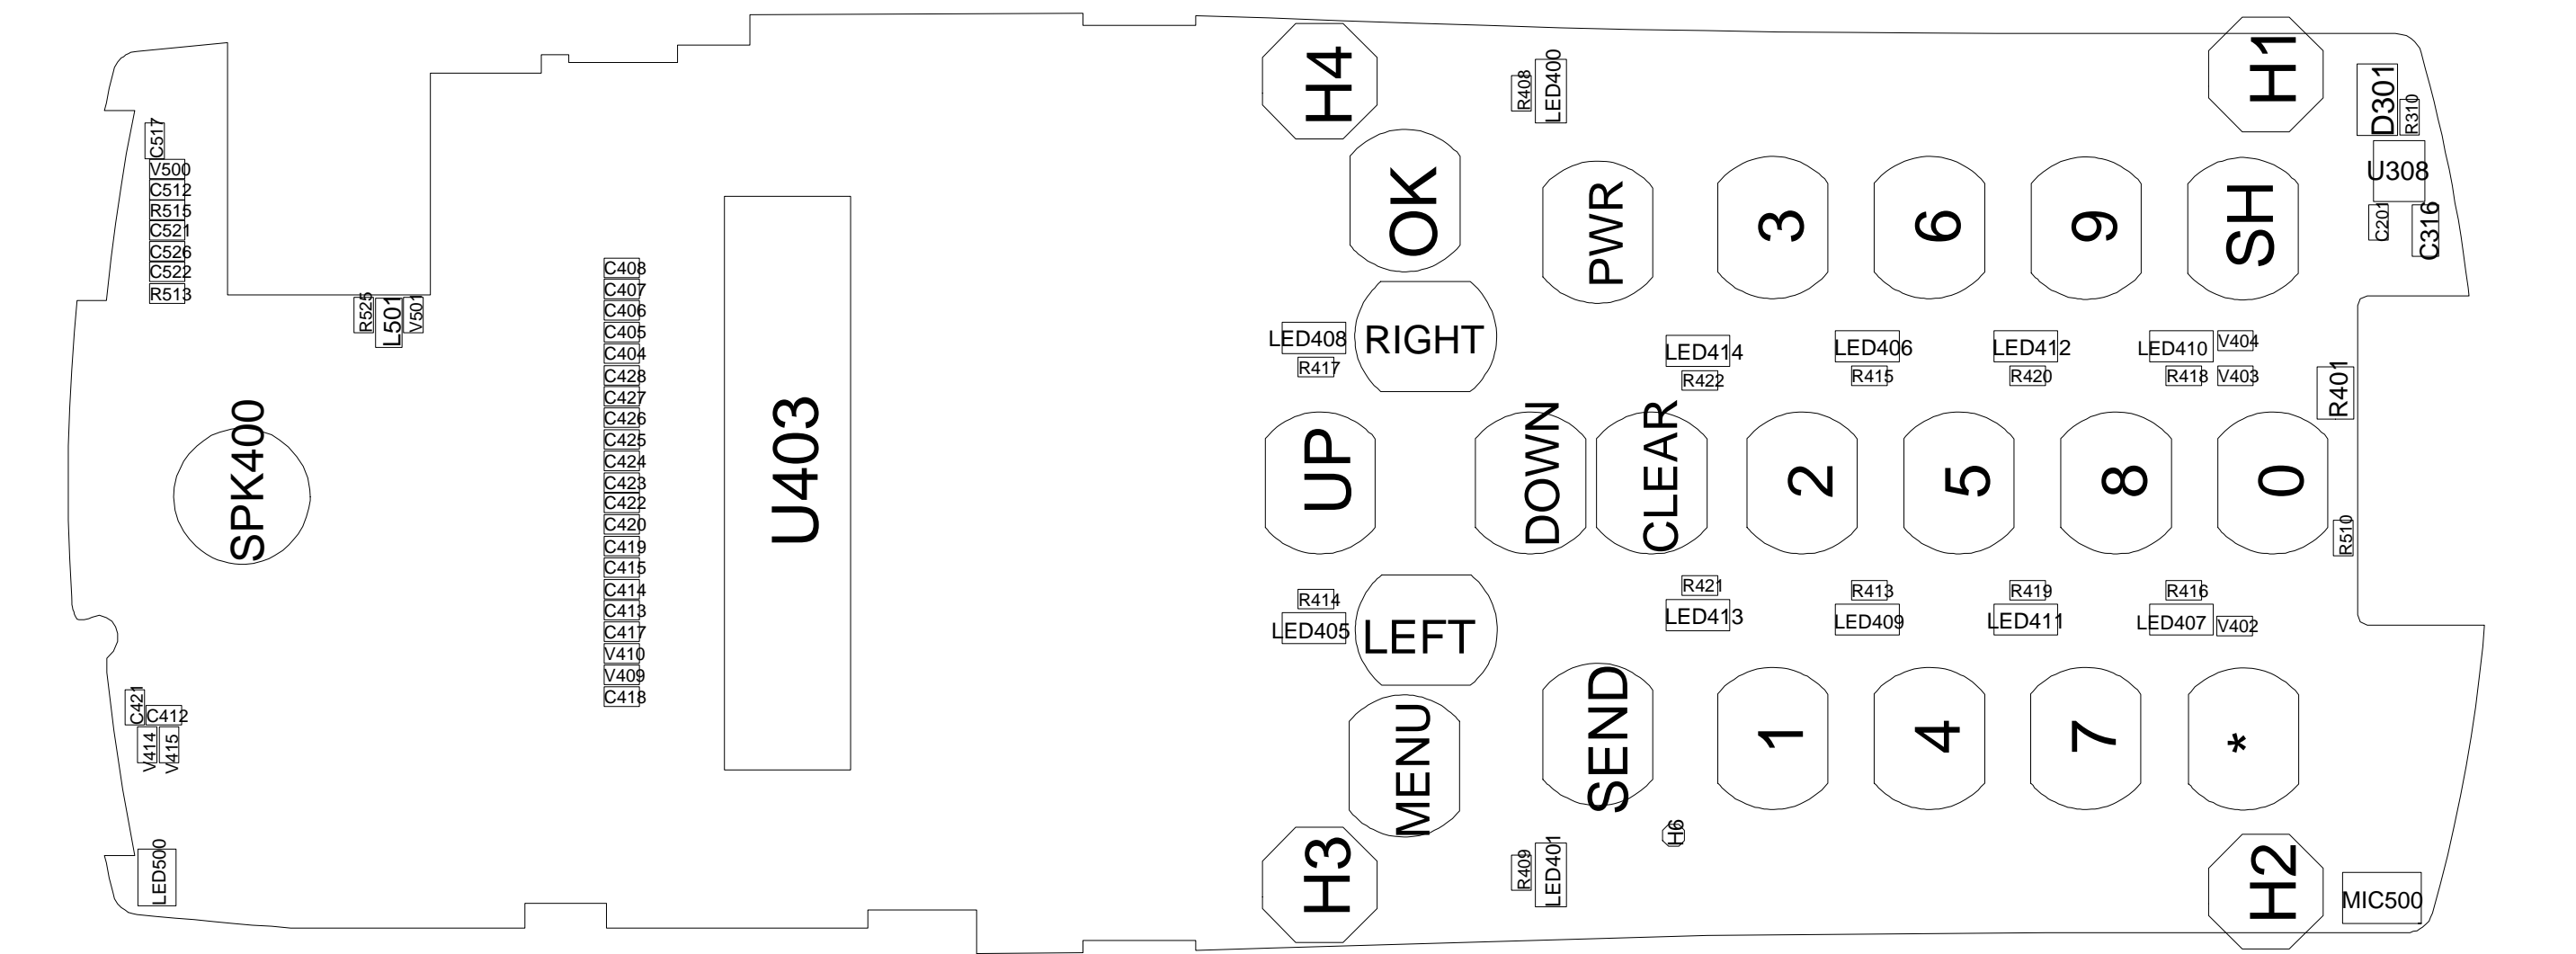 C517
V500
C512
R515
C521
C526
C522
R513
R525
L501
V501
SPK400
C421
C412
V414
V415
LED500
C408
C407
C406
C405
C404
C428
C427
C426
C425
C424
C423
C422
C420
C419
C415
C414
C413
C417
V410
V409
C418
U403
H4
R408
LED400
H1
D301
R310
U308
C201
C316
OK
PWR
3
6
9
SH
LED408
R417
RIGHT
LED414
R422
LED406
R415
LED412
R420
LED410
R418
V404
V403
R401
UP
DOWN
CLEAR
2
5
8
0
R510
R414
LED405
LEFT
R421
LED413
R413
LED409
R419
LED411
R416
LED407
V402
MENU
SEND
1
4
7
*
H6
H3
R409
LED401
H2
MIC500